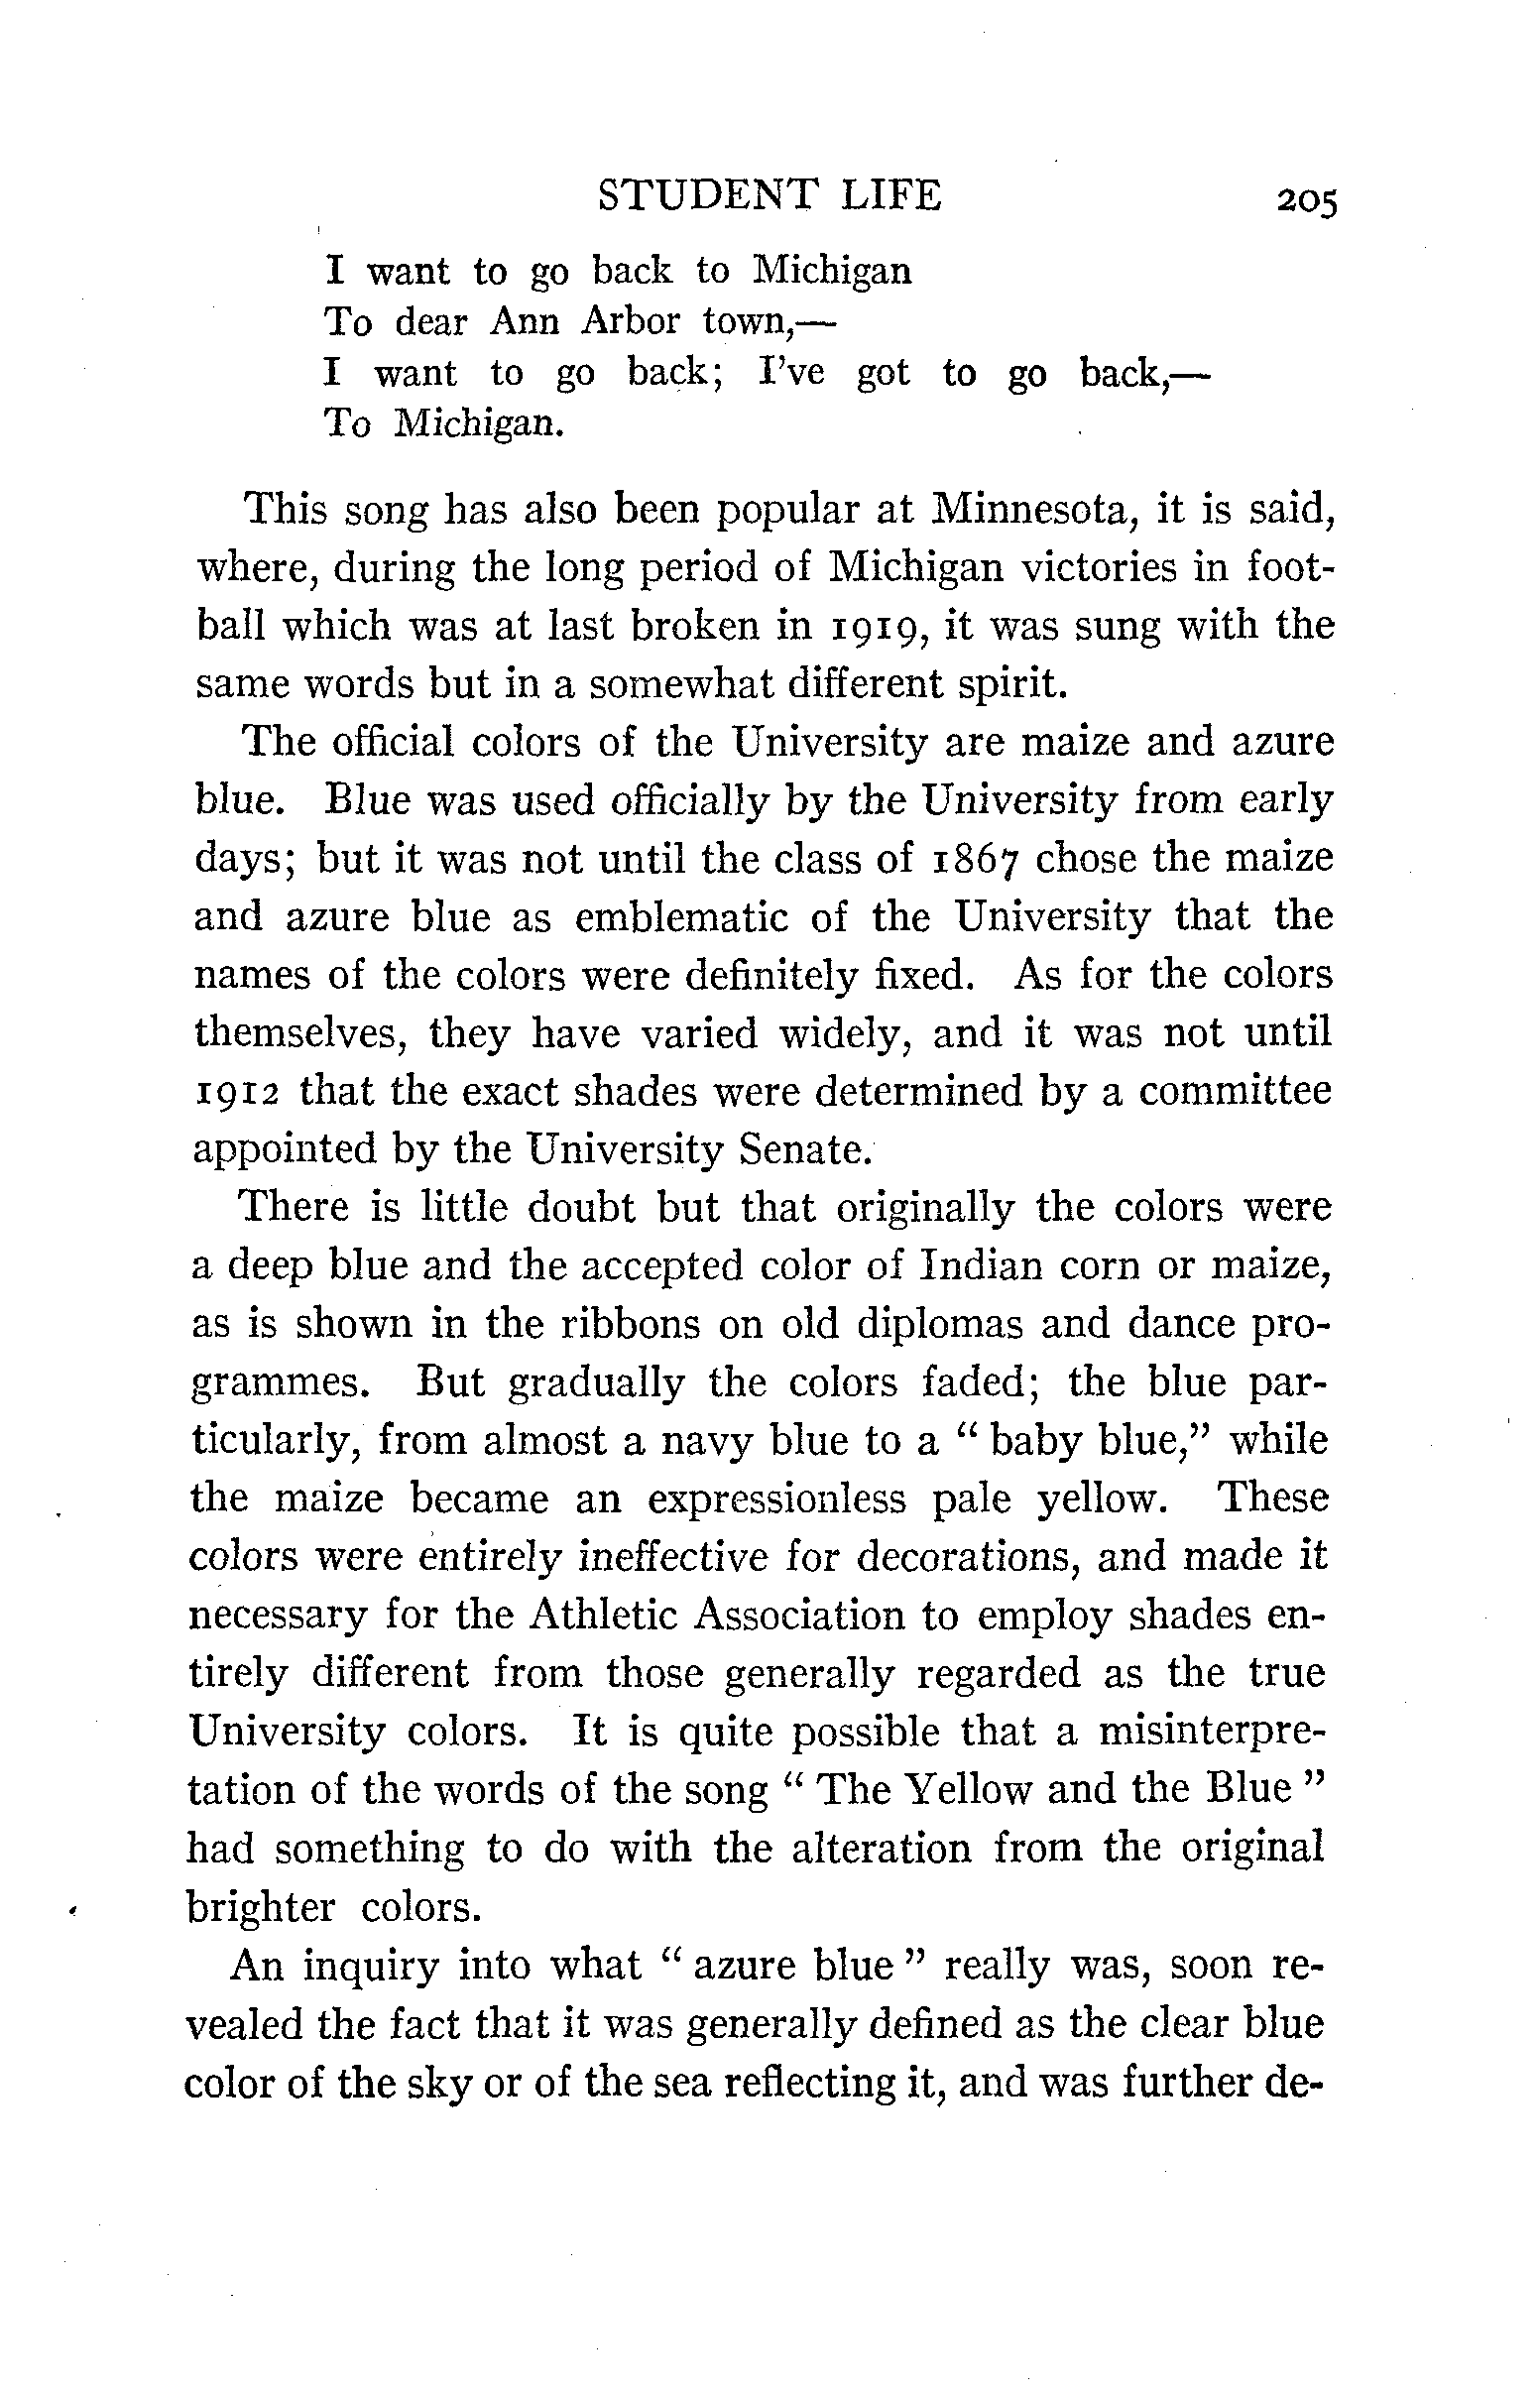 STUDENT LIFE 205
I want to go back to Michigan
To dear Ann Arbor town,—
I want to go back; I've got to go back,—
To Michigan.
This song has also been popular at Minnesota, it is said,
where, during the long period of Michigan victories in foot-
ball which was at last broken in 1919, it was sung with the
same words but in a somewhat different spirit.
The official colors of the University are maize and azure
blue. Blue was used officially by the University from early
days; but it was not until the class of 1867 chose the maize
and azure blue as emblematic of the University that the
names of the colors were definitely fixed. As for the colors
themselves, they have varied widely, and it was not until
1912 that the exact shades were determined by a committee
appointed by the University Senate.
There is little doubt but that originally the colors were
a deep blue and the accepted color of Indian corn or maize,
as is shown in the ribbons on old diplomas and dance pro-
grammes. But gradually the colors faded; the blue par-
ticularly, from almost a navy blue to a " baby blue," while
the maize became an expressionless pale yellow. These
colors were entirely ineffective for decorations, and made it
necessary for the Athletic Association to employ shades en-
tirely different from those generally regarded as the true
University colors. It is quite possible that a misinterpre-
tation of the words of the song " The Yellow and the Blue "
had something to do with the alteration from the original
brighter colors.
An inquiry into what " azure blue " really was, soon re-
vealed the fact that it was generally defined as the clear blue
color of the sky or of the sea reflecting it, and was further de-